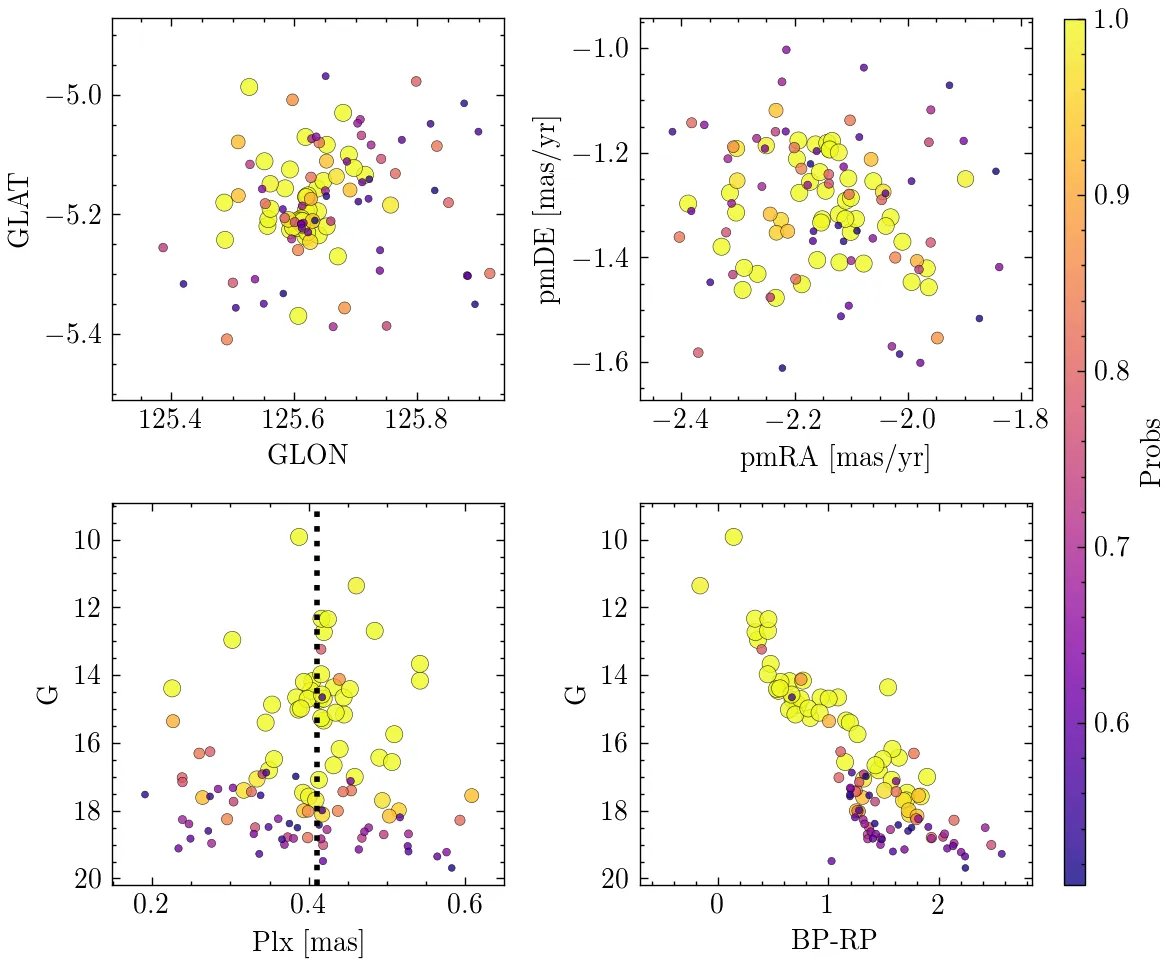 −5.0
−5.2
−5.4
GLAT
125.4 125.6 125.8
GLON
−1.0
−1.2
−1.4
−1.6
pmDE [mas/yr]
−2.4 −2.2 −2.0 −1.8
pmRA [mas/yr]
10
12
14
16
18
20
G
0.2 0.4 0.6
Plx [mas]
10
12
14
16
18
20
G
0 1 2
BP-RP
1.0
0.9
0.8
0.7
0.6
Probs